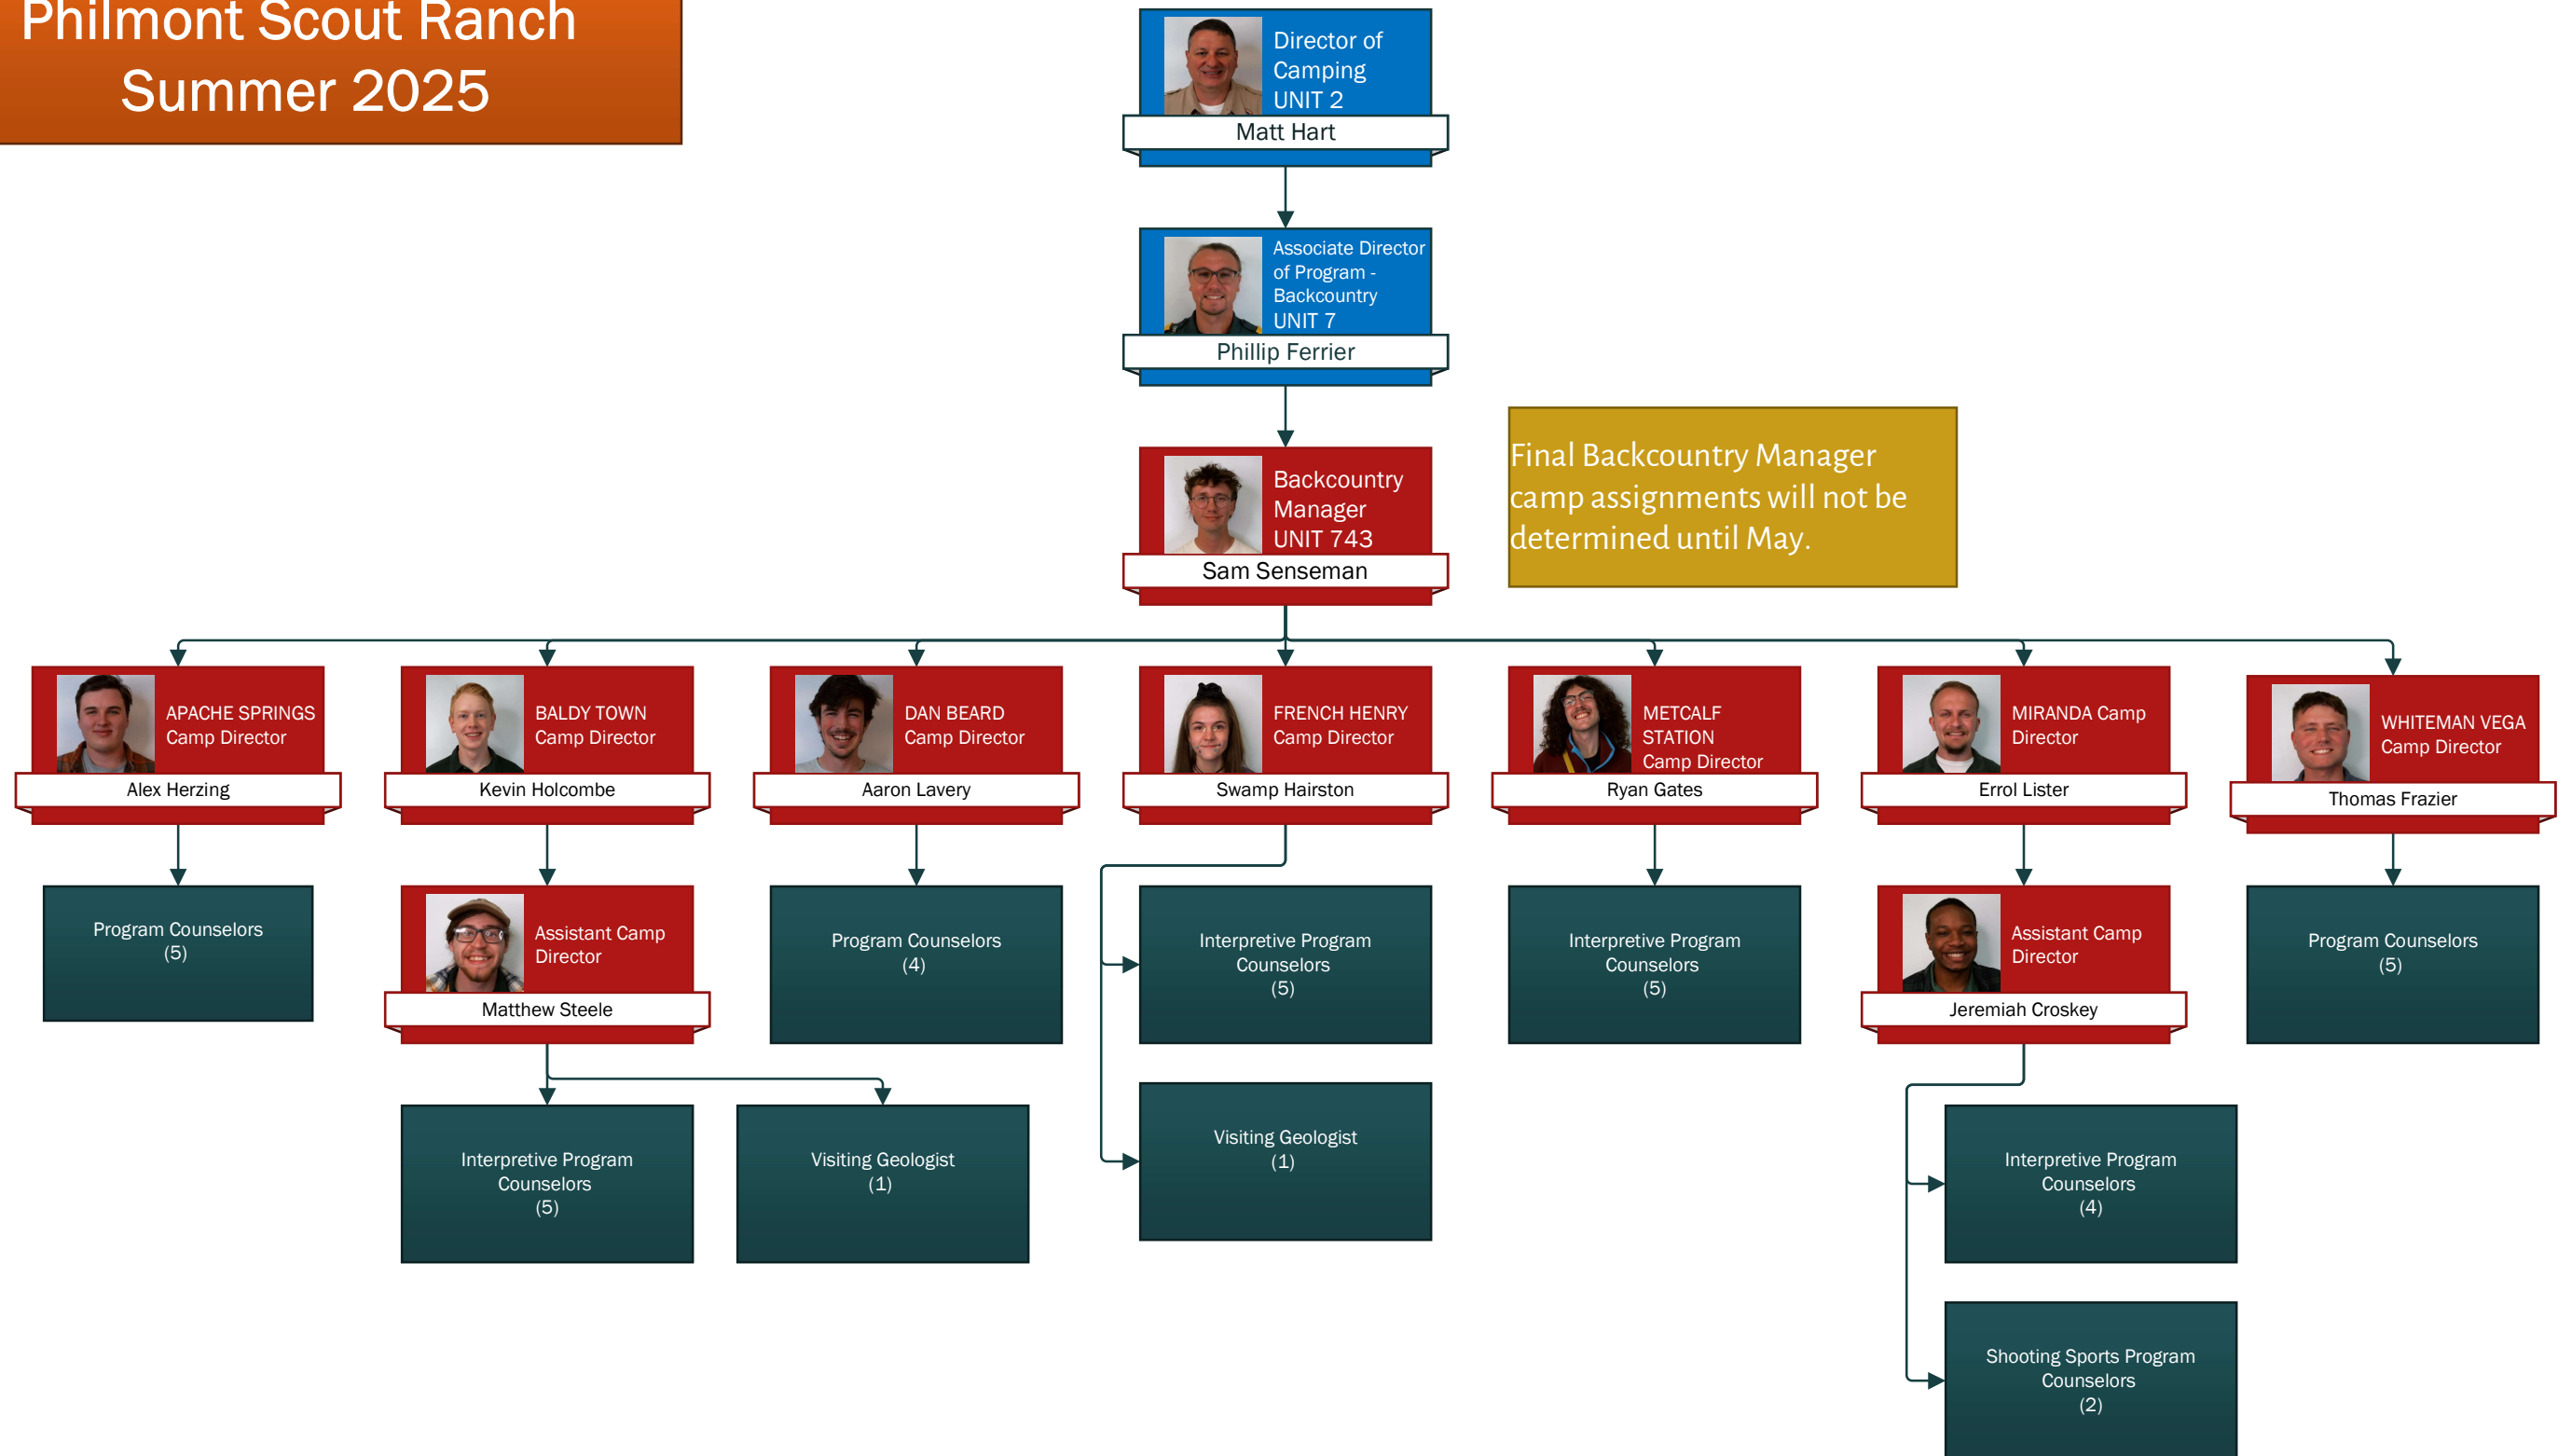 Philmont Scout Ranch
Summer 2025
Director of
Camping
UNIT 2
Matt Hart
Associate Director
of Program -
Backcountry
UNIT 7
Phillip Ferrier
Backcountry
Manager
UNIT 743
Sam Senseman
Final Backcountry Manager
camp assignments will not be
determined until May.
APACHE SPRINGS
Camp Director
Alex Herzing
BALDY TOWN
Camp Director
Kevin Holcombe
DAN BEARD
Camp Director
Aaron Lavery
FRENCH HENRY
Camp Director
Swamp Hairston
METCALF
STATION
Camp Director
Ryan Gates
MIRANDA Camp
Director
Errol Lister
WHITEMAN VEGA
Camp Director
Thomas Frazier
Program Counselors
(5)
Assistant Camp
Director
Matthew Steele
Program Counselors
(4)
Interpretive Program
Counselors
(5)
Interpretive Program
Counselors
(5)
Assistant Camp
Director
Jeremiah Croskey
Program Counselors
(5)
Interpretive Program
Counselors
(5)
Visiting Geologist
(1)
Visiting Geologist
(1)
Interpretive Program
Counselors
(4)
Shooting Sports Program
Counselors
(2)